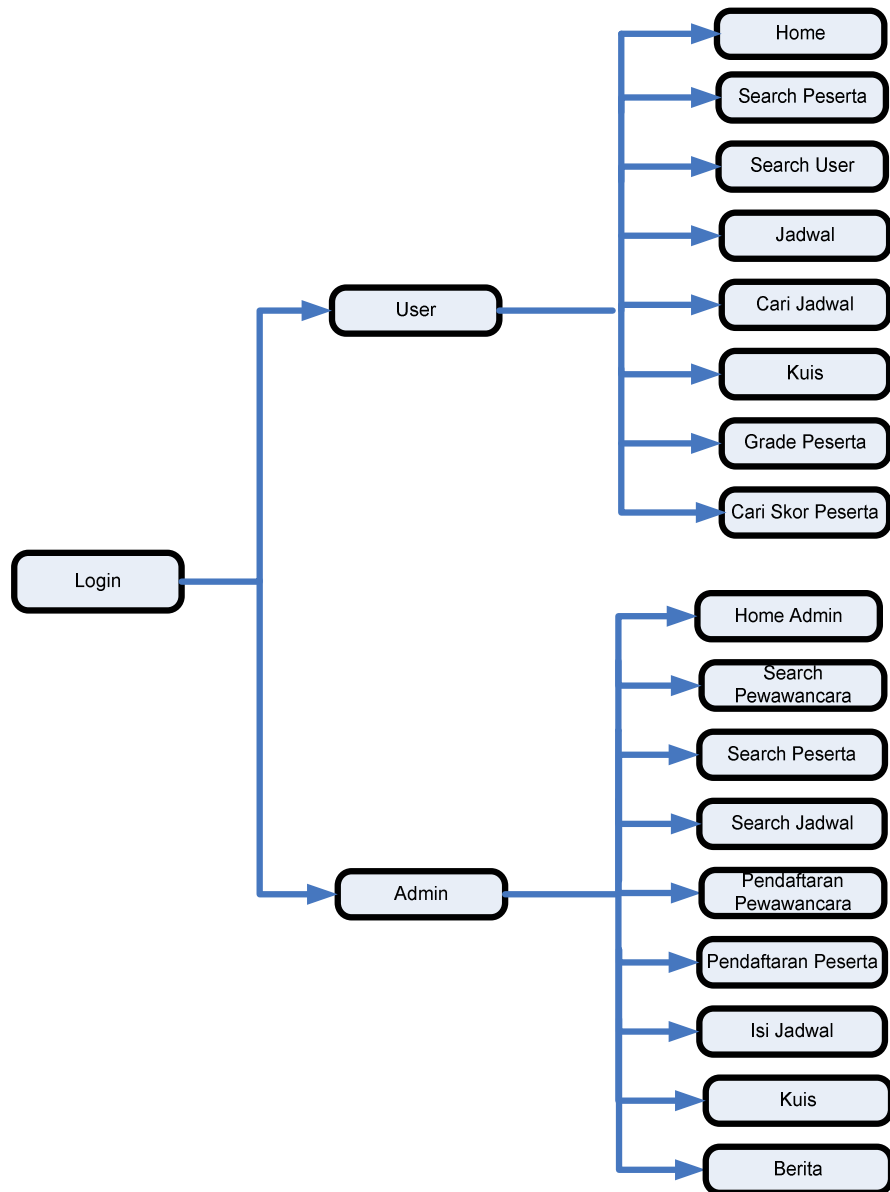 Login
User
Home
Search Peserta
Search User
Jadwal
Cari Jadwal
Kuis
Grade Peserta
Cari Skor Peserta
Admin
Home Admin
Search
Pewawancara
Search Peserta
Search Jadwal
Pendaftaran
Pewawancara
Pendaftaran Peserta
Isi Jadwal
Kuis
Berita